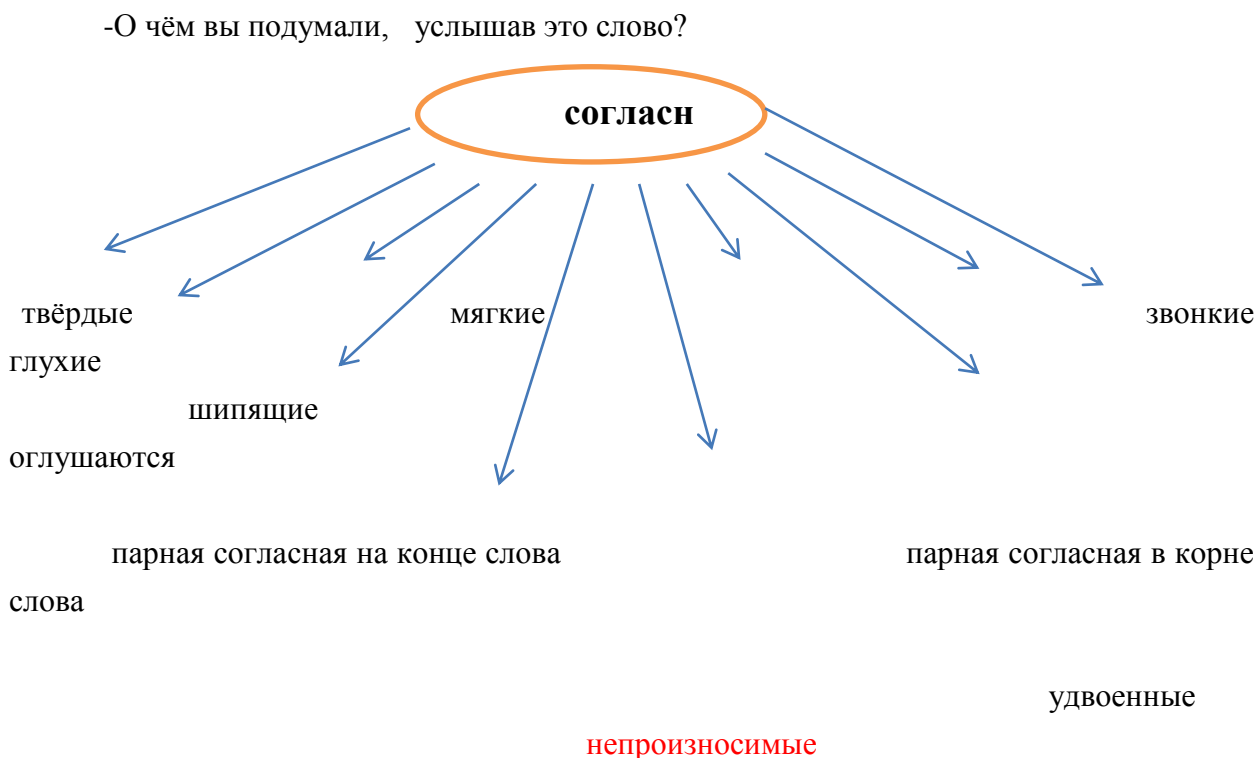 -О чём вы подумали, услышав это слово?
согласн
твёрдые мягкие звонкие
глухие
шипящие
оглушаются
парная согласная на конце слова парная согласная в корне
слова
удвоенные
непроизносимые